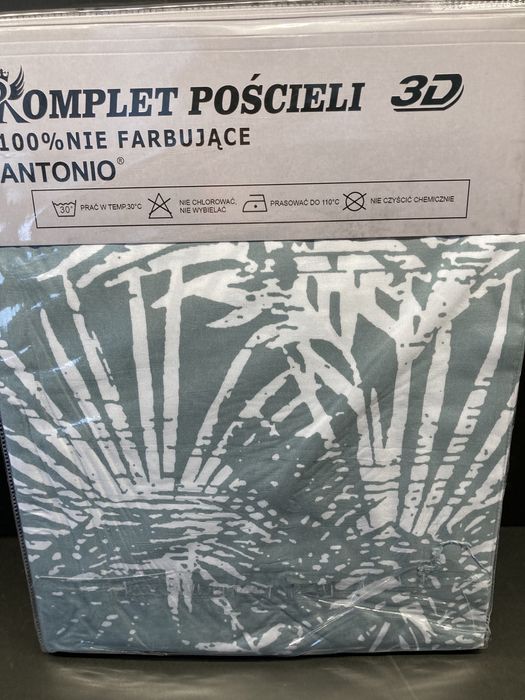 KOMPLET POŚCIELI 3D
100%NIE FARBUJĄCE
ANTONIO®
30° PRAĆ W TEMP.30°C NIE CHLOROWAĆ, NIE WYBIELAĆ PRASOWAĆ DO 110°C NIE CZYŚCIĆ CHEMICZNIE